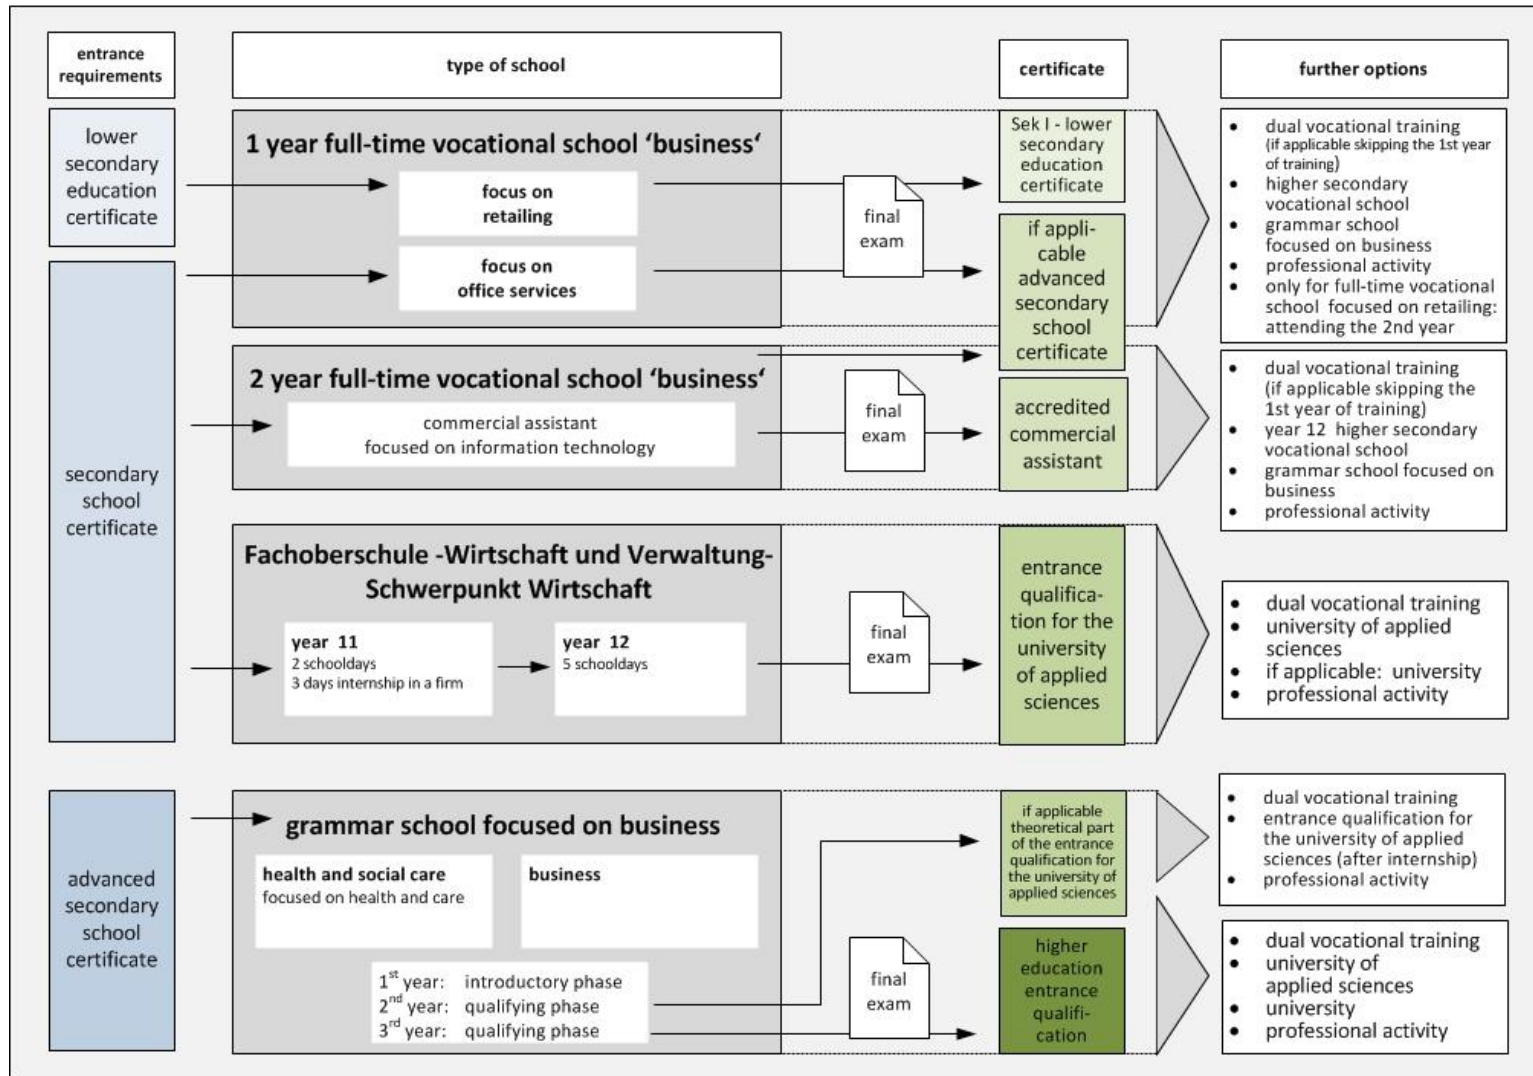 entrance
requirements
type of school
certificate
further options
lower
secondary
education
certificate
1 year full-time vocational school ‘business‘
focus on
retailing
focus on
office services
final
exam
Sek I - lower
secondary
education
certificate
if appli-
cable
advanced
secondary
school
certificate
• dual vocational training
(if applicable skipping the 1st year
of training)
• higher secondary
vocational school
• grammar school
focused on business
• professional activity
• only for full-time vocational
school focused on retailing:
attending the 2nd year
secondary
school
certificate
2 year full-time vocational school ‘business‘
commercial assistant
focused on information technology
final
exam
accredited
commercial
assistant
• dual vocational training
(if applicable skipping the
1st year of training)
• year 12 higher secondary
vocational school
• grammar school focused on
business
• professional activity
Fachoberschule -Wirtschaft und Verwaltung-
Schwerpunkt Wirtschaft
year 11
2 schooldays
3 days internship in a firm
year 12
5 schooldays
final
exam
entrance
qualifica-
tion for the
university
of applied
sciences
• dual vocational training
• university of applied
sciences
• if applicable: university
• professional activity
advanced
secondary
school
certificate
grammar school focused on business
health and social care
focused on health and care
business
1st year: introductory phase
2nd year: qualifying phase
3rd year: qualifying phase
final
exam
if applicable
theoretical part
of the entrance
qualification for
the university of
applied sciences
higher
education
entrance
qualifi-
cation
• dual vocational training
• entrance qualification for
the university of applied
sciences (after internship)
• professional activity
• dual vocational training
• university of
applied sciences
• university
• professional activity